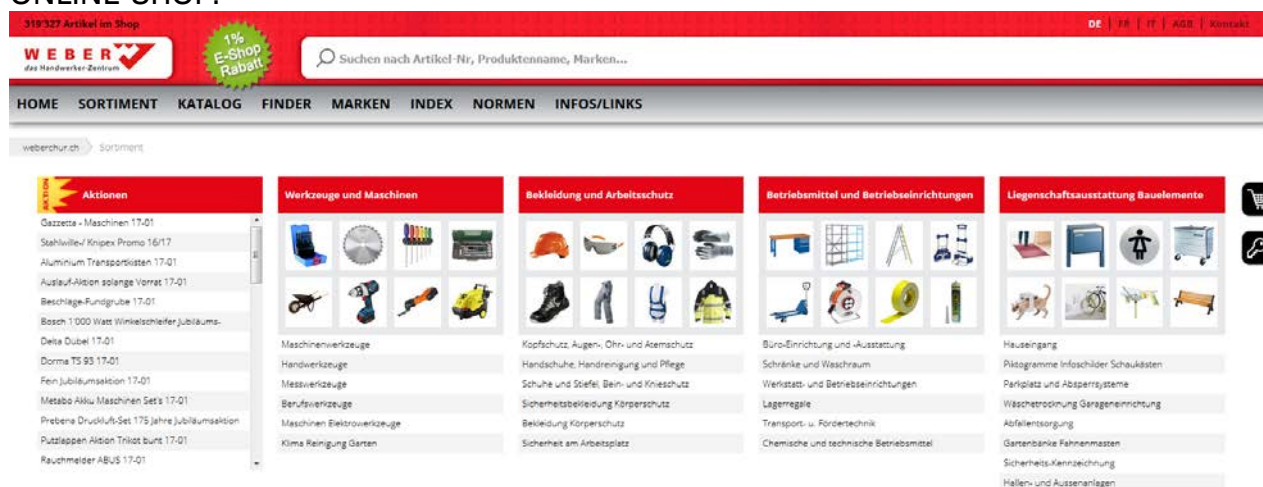 ONLINE-SHOP:
319'327 Artikel im Shop
DE | FR | IT | AGB | Kontakt
WEBER
das Handwerker-Zentrum
1%
E-Shop
Rabatt
Suchen nach Artikel-Nr, Produktenname, Marken...
HOME SORTIMENT KATALOG FINDER MARKEN INDEX NORMEN INFOS/LINKS
weberchur.ch Sortiment
AKTION
Aktionen
Gazzetta - Maschinen 17-01
Stahlwille-/ Knipex Promo 16/17
Aluminium Transportkisten 17-01
Auslauf-Aktion solange Vorrat 17-01
Beschläge-Fundgrube 17-01
Bosch 1'000 Watt Winkelschleifer Jubiläums-
Delta Dübel 17-01
Dorma TS 93 17-01
Fein Jubiläumsaktion 17-01
Metabo Akku Maschinen Set's 17-01
Prebena Druckluft-Set 175 Jahre Jubiläumsaktion
Putzlappen Aktion Trikot bunt 17-01
Rauchmelder ABUS 17-01
Werkzeuge und Maschinen
Maschinenwerkzeuge
Handwerkzeuge
Messwerkzeuge
Berufswerkzeuge
Maschinen Elektrowerkzeuge
Klima Reinigung Garten
Bekleidung und Arbeitsschutz
Kopfschutz, Augen-, Ohr- und Atemschutz
Handschuhe, Handreinigung und Pflege
Schuhe und Stiefel, Bein- und Knieschutz
Sicherheitsbekleidung Körperschutz
Bekleidung Körperschutz
Sicherheit am Arbeitsplatz
Betriebsmittel und Betriebseinrichtungen
Büro-Einrichtung und -Ausstattung
Schränke und Waschraum
Werkstatt- und Betriebseinrichtungen
Lagerregale
Transport- u. Fördertechnik
Chemische und technische Betriebsmittel
Liegenschaftsausstattung Bauelemente
Hauseingang
Piktogramme Infoschilder Schaukästen
Parkplatz und Absperrsysteme
Wäschetrocknung Garageneinrichtung
Abfallentsorgung
Gartenbänke Fahnenmasten
Sicherheits-Kennzeichnung
Hallen- und Aussenanlagen